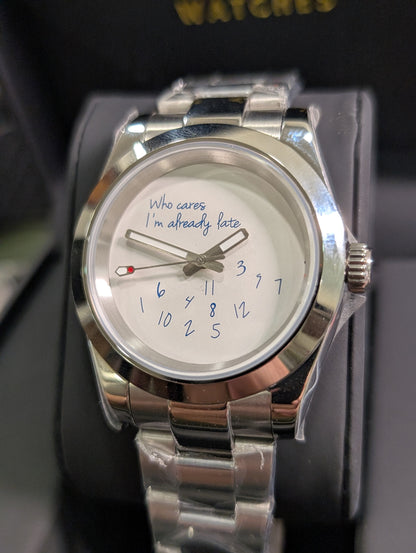 WATCHES
Who cares
I'm already late
3
6 11 9 7
1 4 8 12
10 2 5